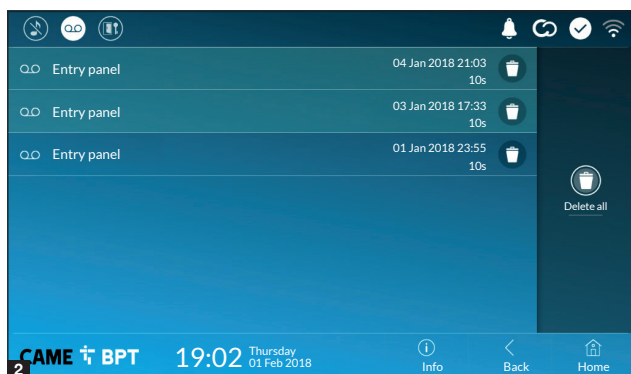 Entry panel 04 Jan 2018 21:03
10s
Entry panel 03 Jan 2018 17:33
10s
Entry panel 01 Jan 2018 23:55
10s
Delete all
CAME BPT 19:02 Thursday
01 Feb 2018
Info Back Home
2